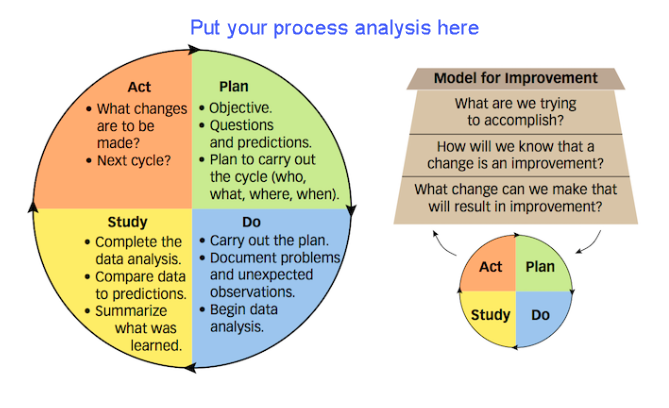 Put your process analysis here
Act
• What changes
are to be
made?
• Next cycle?
Plan
• Objective.
• Questions
and predictions.
• Plan to carry out
the cycle (who,
what, where, when).
Study
• Complete the
data analysis.
• Compare data
to predictions.
• Summarize
what was
learned.
Do
• Carry out the plan.
• Document problems
and unexpected
observations.
• Begin data
analysis.
Model for Improvement
What are we trying
to accomplish?
How will we know that a
change is an improvement?
What change can we make that
will result in improvement?
Act
Plan
Study
Do